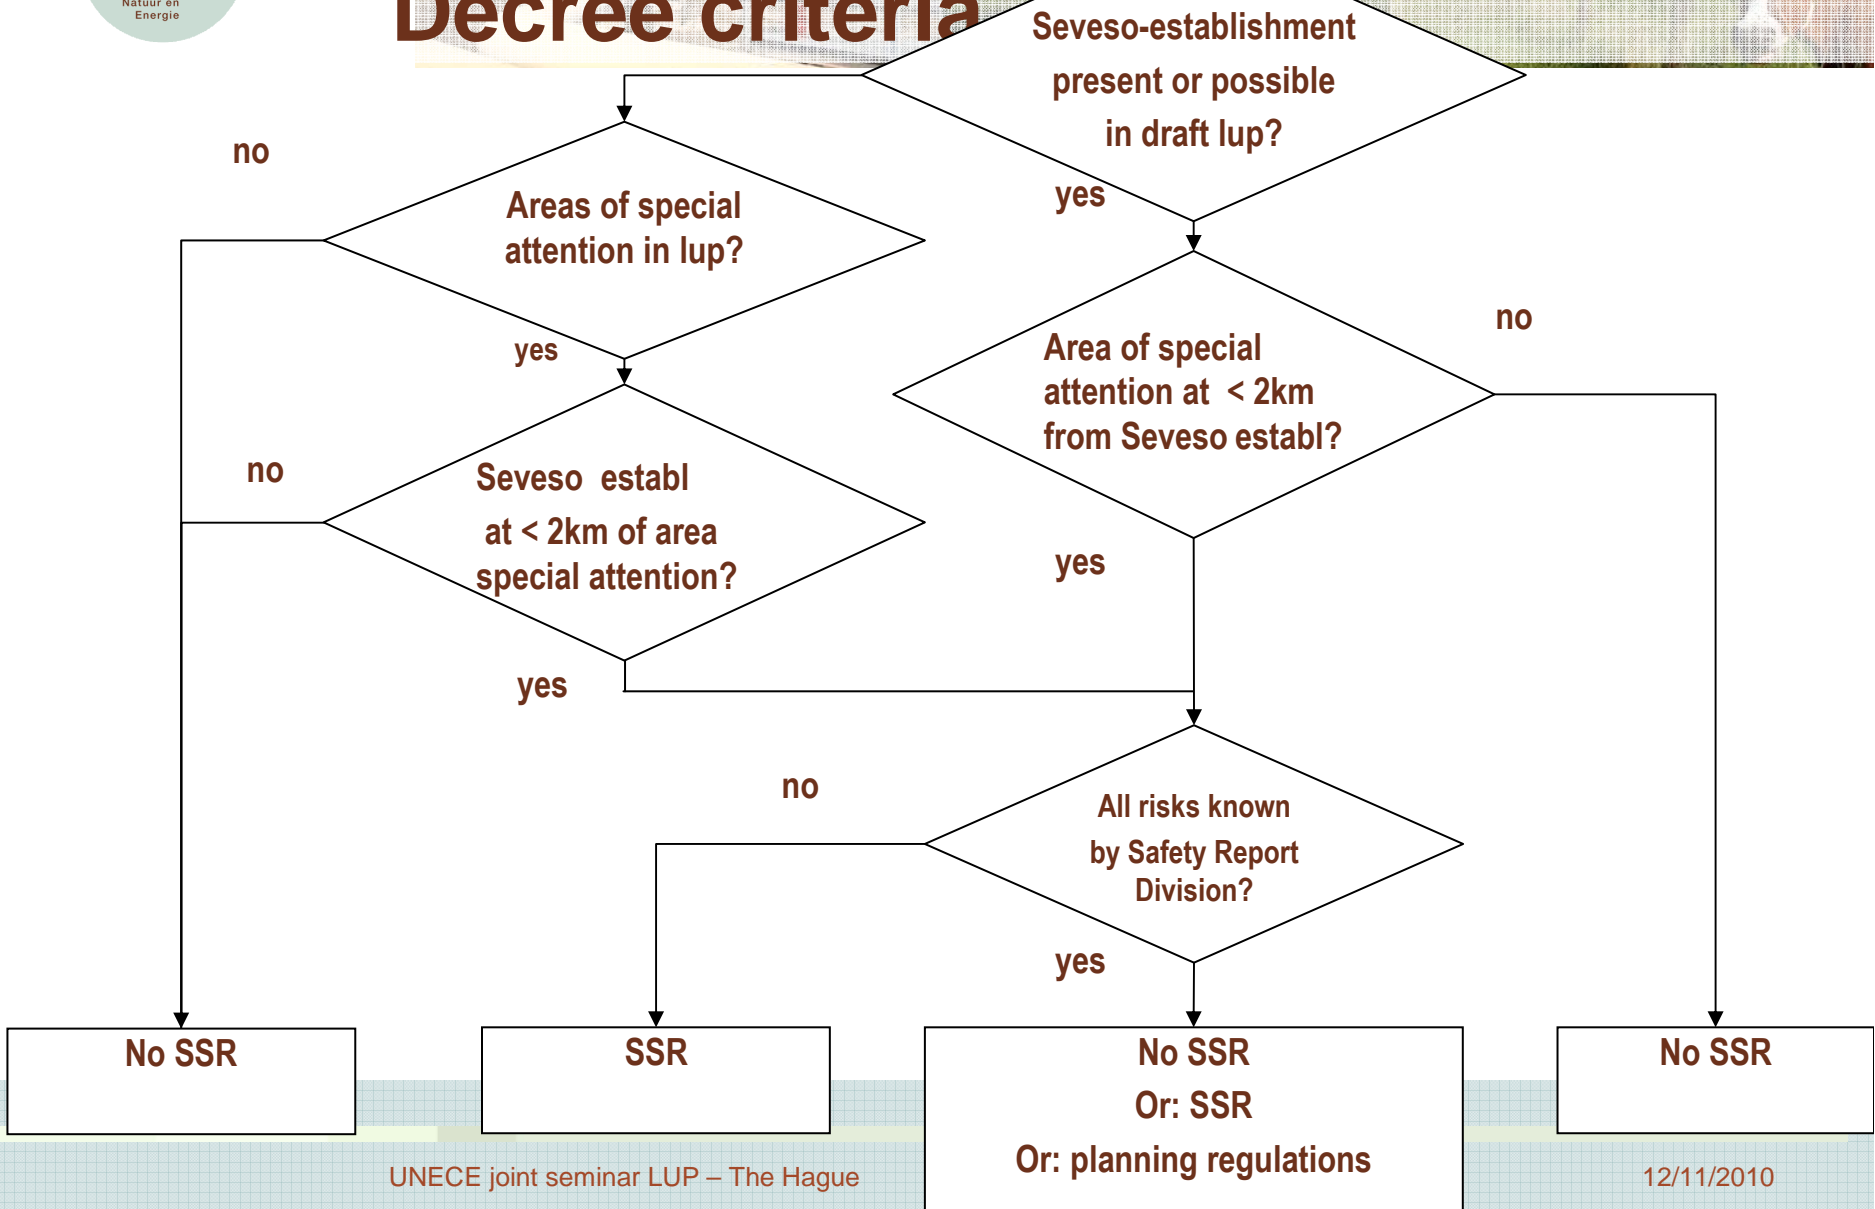 Natuur en
Energie
Decree criteria
Seveso-establishment
present or possible
in draft lup?
no
Areas of special
attention in lup?
yes
yes
no
Area of special
attention at < 2km
from Seveso establ?
no
Seveso establ
at < 2km of area
special attention?
yes
yes
no
All risks known
by Safety Report
Division?
yes
No SSR
SSR
No SSR
Or: SSR
Or: planning regulations
No SSR
UNECE joint seminar LUP – The Hague
12/11/2010